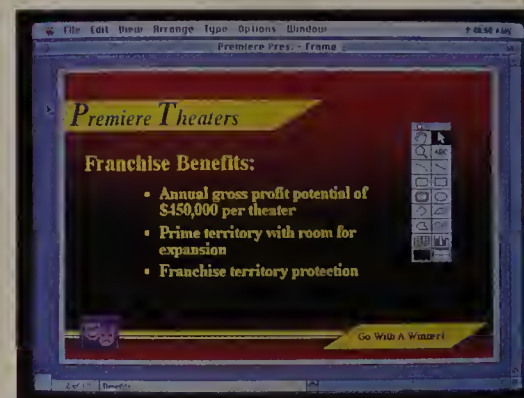 File Edit View Arrange Type Options Window
Premiere Pres. - Frame
Premiere Theaters
ABC
Franchise Benefits:
• Annual gross profit potential of
$450,000 per theater
• Prime territory with room for
expansion
• Franchise territory protection
Go With A Winner!
Benefits